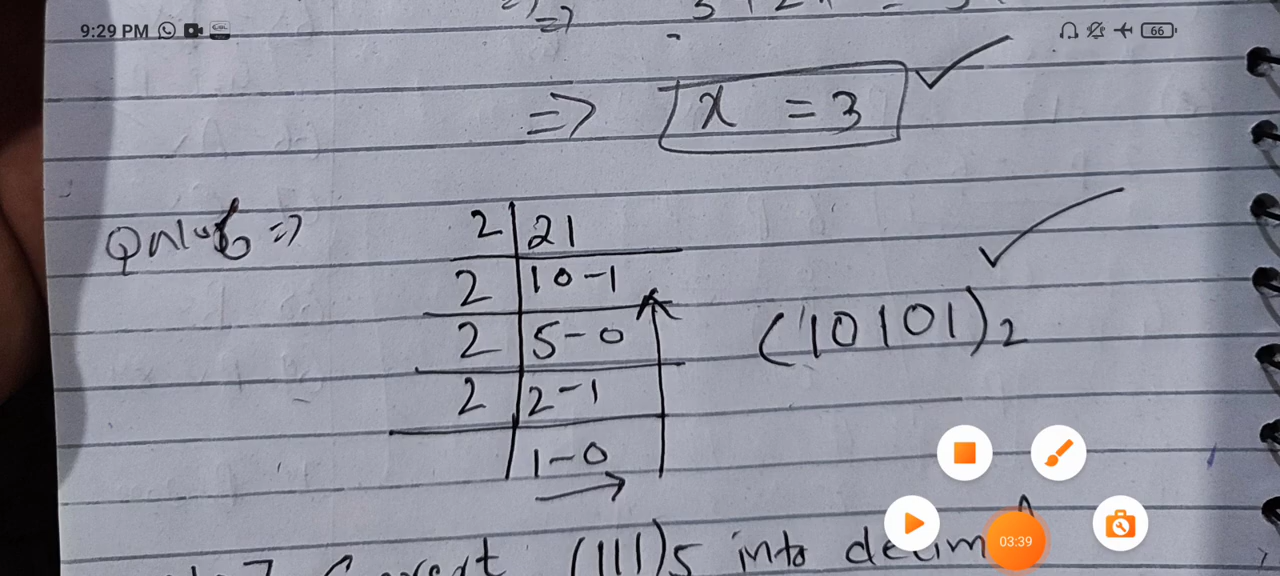 9:29 PM 66
=> x = 3
Qn1.6 =>
2 | 21
2 | 10 - 1
2 | 5 - 0
2 | 2 - 1
1 - 0
(10101)2
(111)5 into decim
03:39